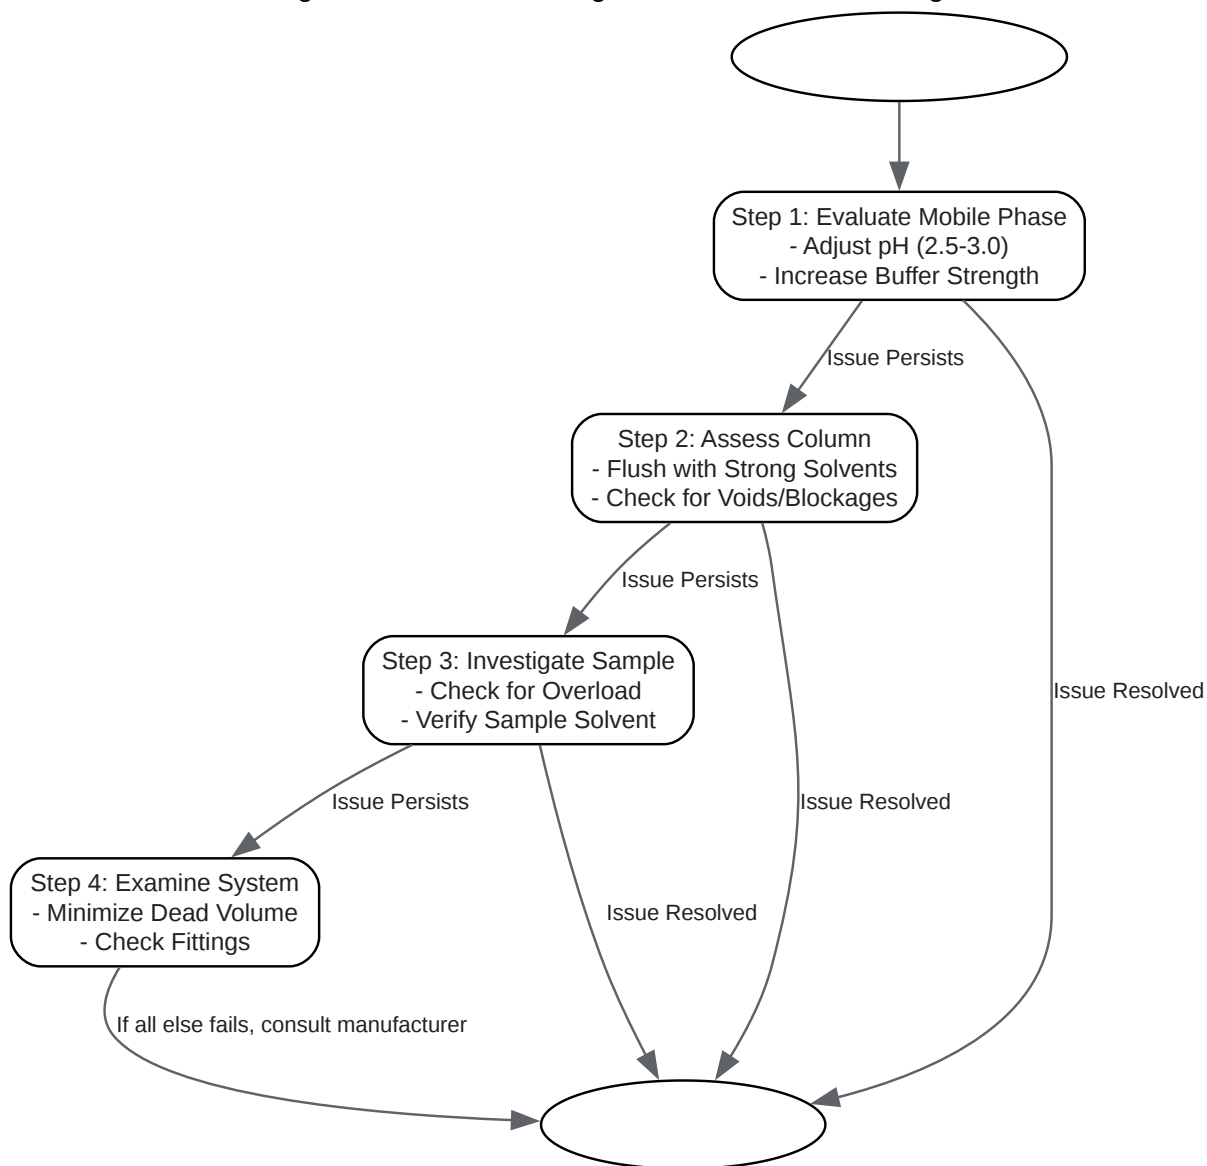 Step 1: Evaluate Mobile Phase
- Adjust pH (2.5-3.0)
- Increase Buffer Strength
Issue Persists
Step 2: Assess Column
- Flush with Strong Solvents
- Check for Voids/Blockages
Issue Persists
Step 3: Investigate Sample
- Check for Overload
- Verify Sample Solvent
Issue Resolved
Issue Persists
Issue Resolved
Step 4: Examine System
- Minimize Dead Volume
- Check Fittings
Issue Resolved
If all else fails, consult manufacturer